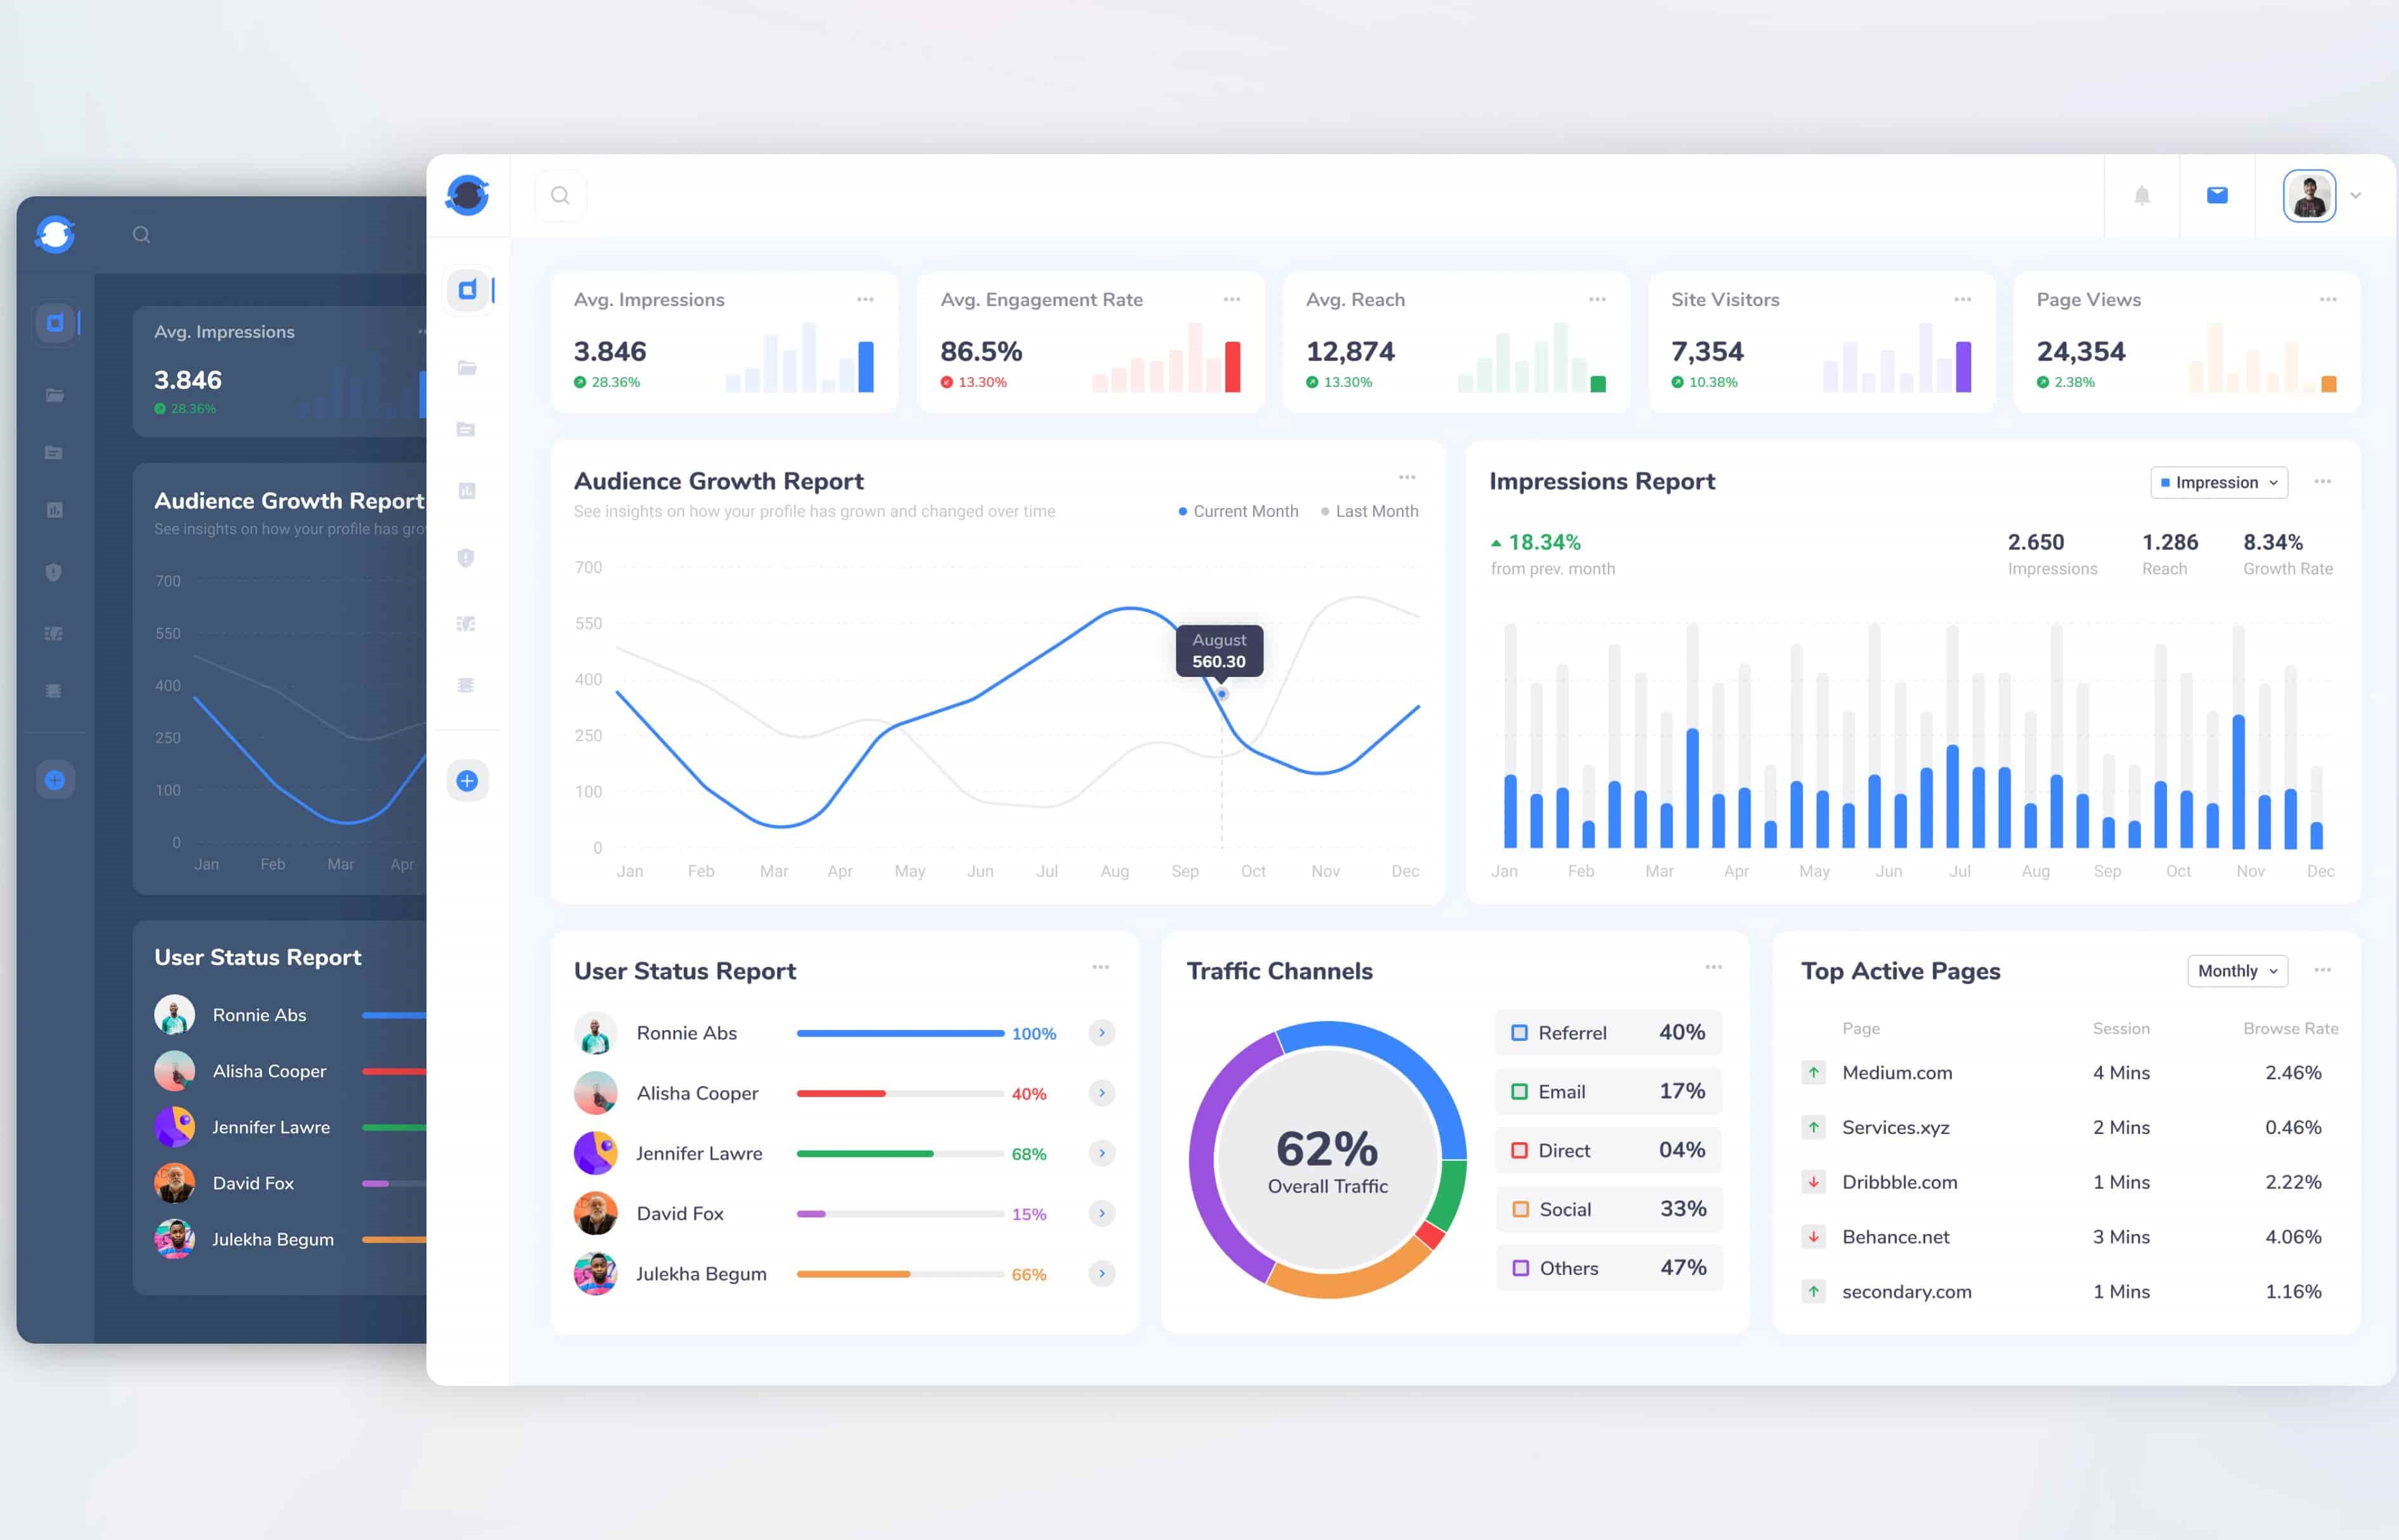 Avg. Impressions
3.846
28.36%
Audience Growth Report
See insights on how your profile has gro
700
550
400
250
100
0
Jan Feb Mar Apr
User Status Report
Ronnie Abs
Alisha Cooper
Jennifer Lawre
David Fox
Julekha Begum
Avg. Impressions
3.846
28.36%
Avg. Engagement Rate
86.5%
13.30%
Avg. Reach
12,874
13.30%
Site Visitors
7,354
10.38%
Page Views
24,354
2.38%
Audience Growth Report
See insights on how your profile has grown and changed over time
Current Month Last Month
700
550
400
250
100
0
August
560.30
Jan Feb Mar Apr May Jun Jul Aug Sep Oct Nov Dec
Impressions Report
Impression
18.34%
from prev. month
2.650
Impressions
1.286
Reach
8.34%
Growth Rate
Jan Feb Mar Apr May Jun Jul Aug Sep Oct Nov Dec
User Status Report
Ronnie Abs 100%
Alisha Cooper 40%
Jennifer Lawre 68%
David Fox 15%
Julekha Begum 66%
Traffic Channels
62%
Overall Traffic
Referrel 40%
Email 17%
Direct 04%
Social 33%
Others 47%
Top Active Pages
Monthly
Page Session Browse Rate
Medium.com 4 Mins 2.46%
Services.xyz 2 Mins 0.46%
Dribbble.com 1 Mins 2.22%
Behance.net 3 Mins 4.06%
secondary.com 1 Mins 1.16%